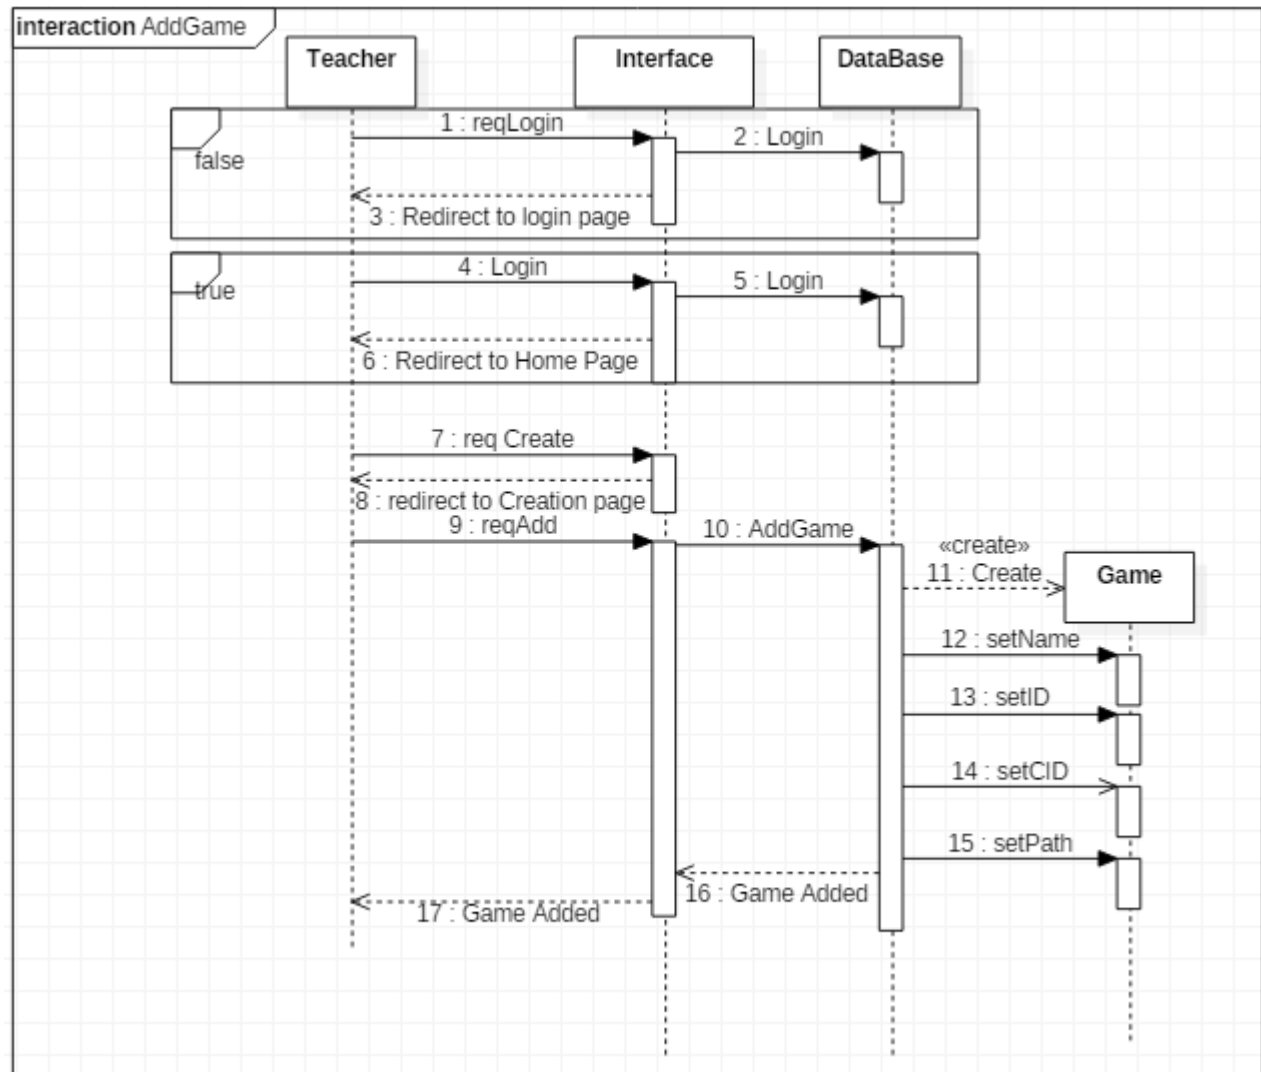 interaction AddGame
Teacher
Interface
DataBase
1 : reqLogin
2 : Login
false
3 : Redirect to login page
4 : Login
5 : Login
true
6 : Redirect to Home Page
7 : req Create
8 : redirect to Creation page
9 : reqAdd
10 : AddGame
«create»
11 : Create
Game
12 : setName
13 : setID
14 : setCID
15 : setPath
16 : Game Added
17 : Game Added